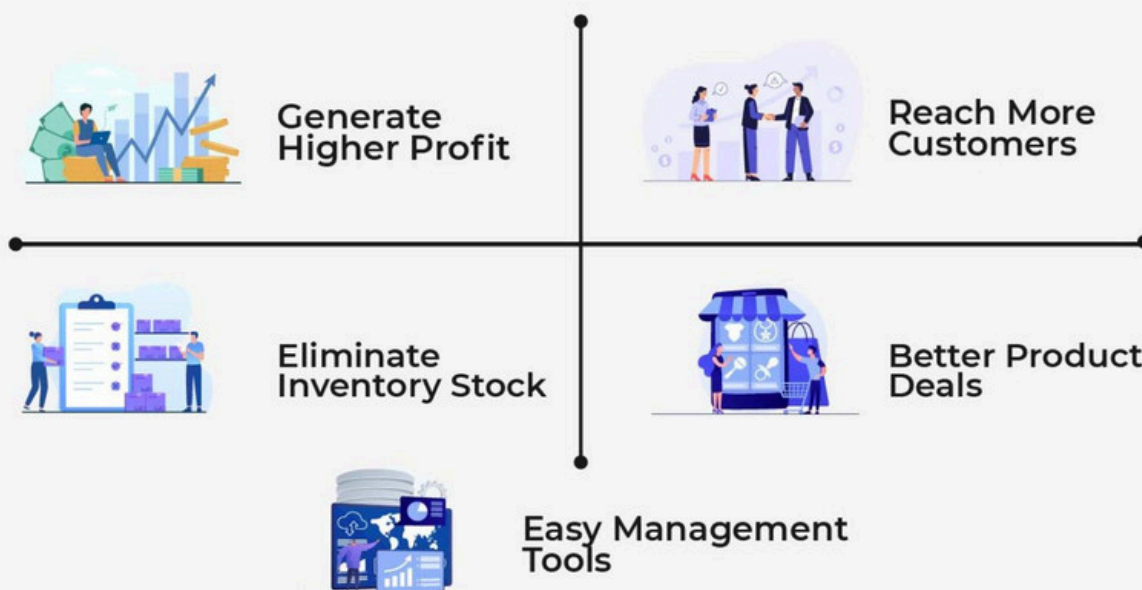 Generate
Higher Profit
Reach More
Customers
Eliminate
Inventory Stock
Better Product
Deals
Easy Management
Tools